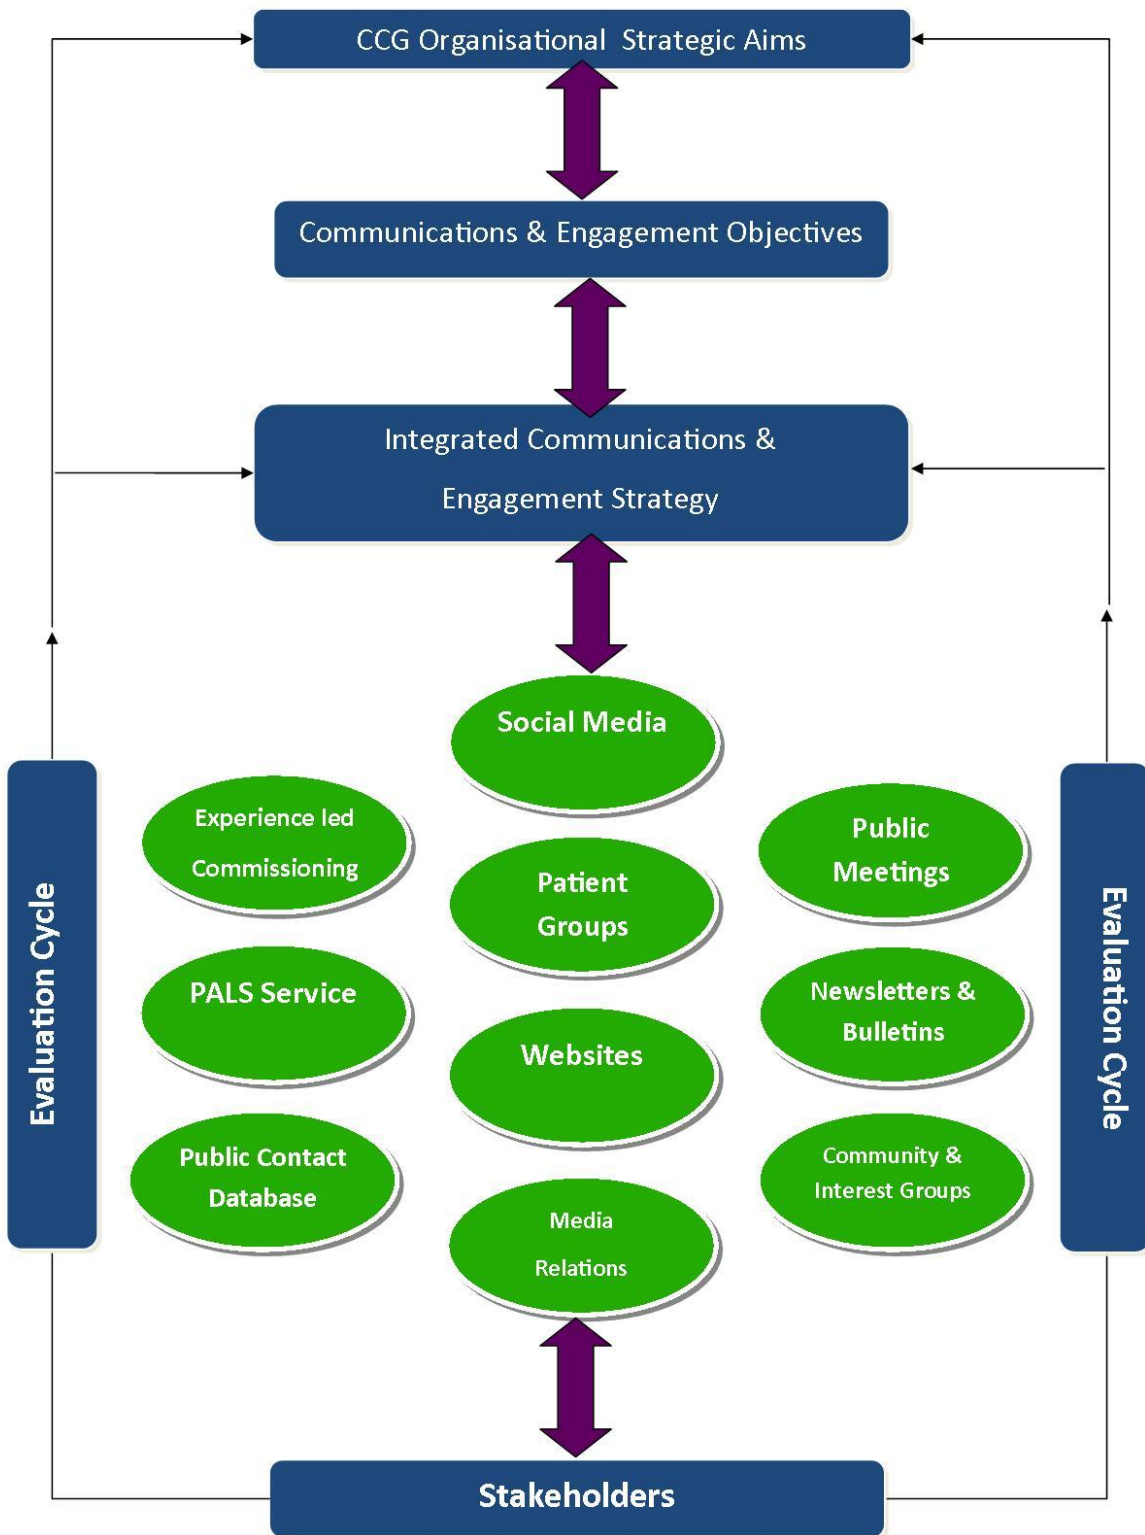 CCG Organisational Strategic Aims
Communications & Engagement Objectives
Integrated Communications &
Engagement Strategy
Social Media
Experience led
Commissioning
Patient
Groups
Public
Meetings
PALS Service
Websites
Newsletters &
Bulletins
Public Contact
Database
Media
Relations
Community &
Interest Groups
Evaluation Cycle
Evaluation Cycle
Stakeholders